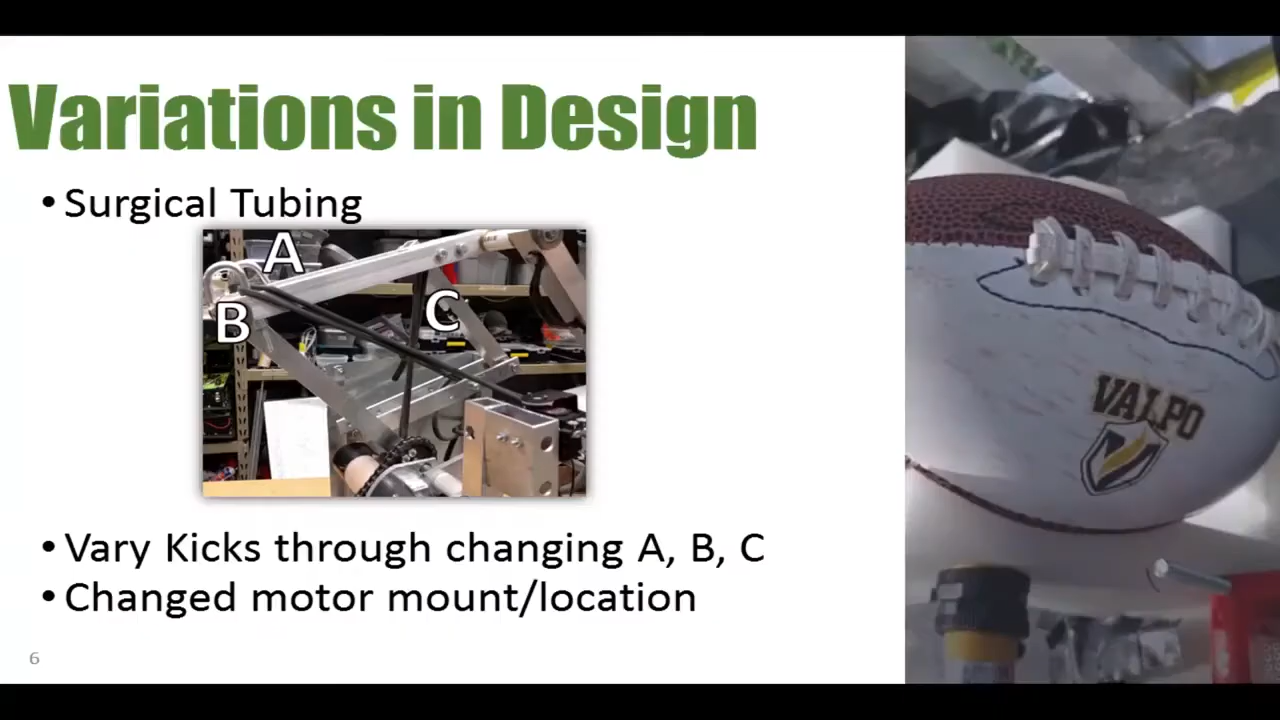 Variations in Design
• Surgical Tubing
A
B
C
• Vary Kicks through changing A, B, C
• Changed motor mount/location
6
VALPO